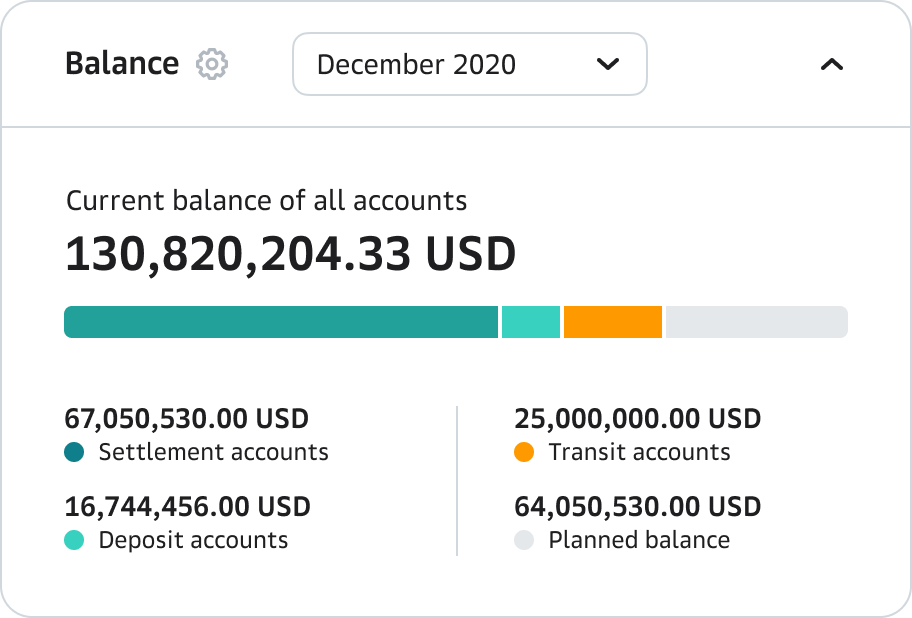 Balance
December 2020
Current balance of all accounts
130,820,204.33 USD
67,050,530.00 USD
Settlement accounts
16,744,456.00 USD
Deposit accounts
25,000,000.00 USD
Transit accounts
64,050,530.00 USD
Planned balance